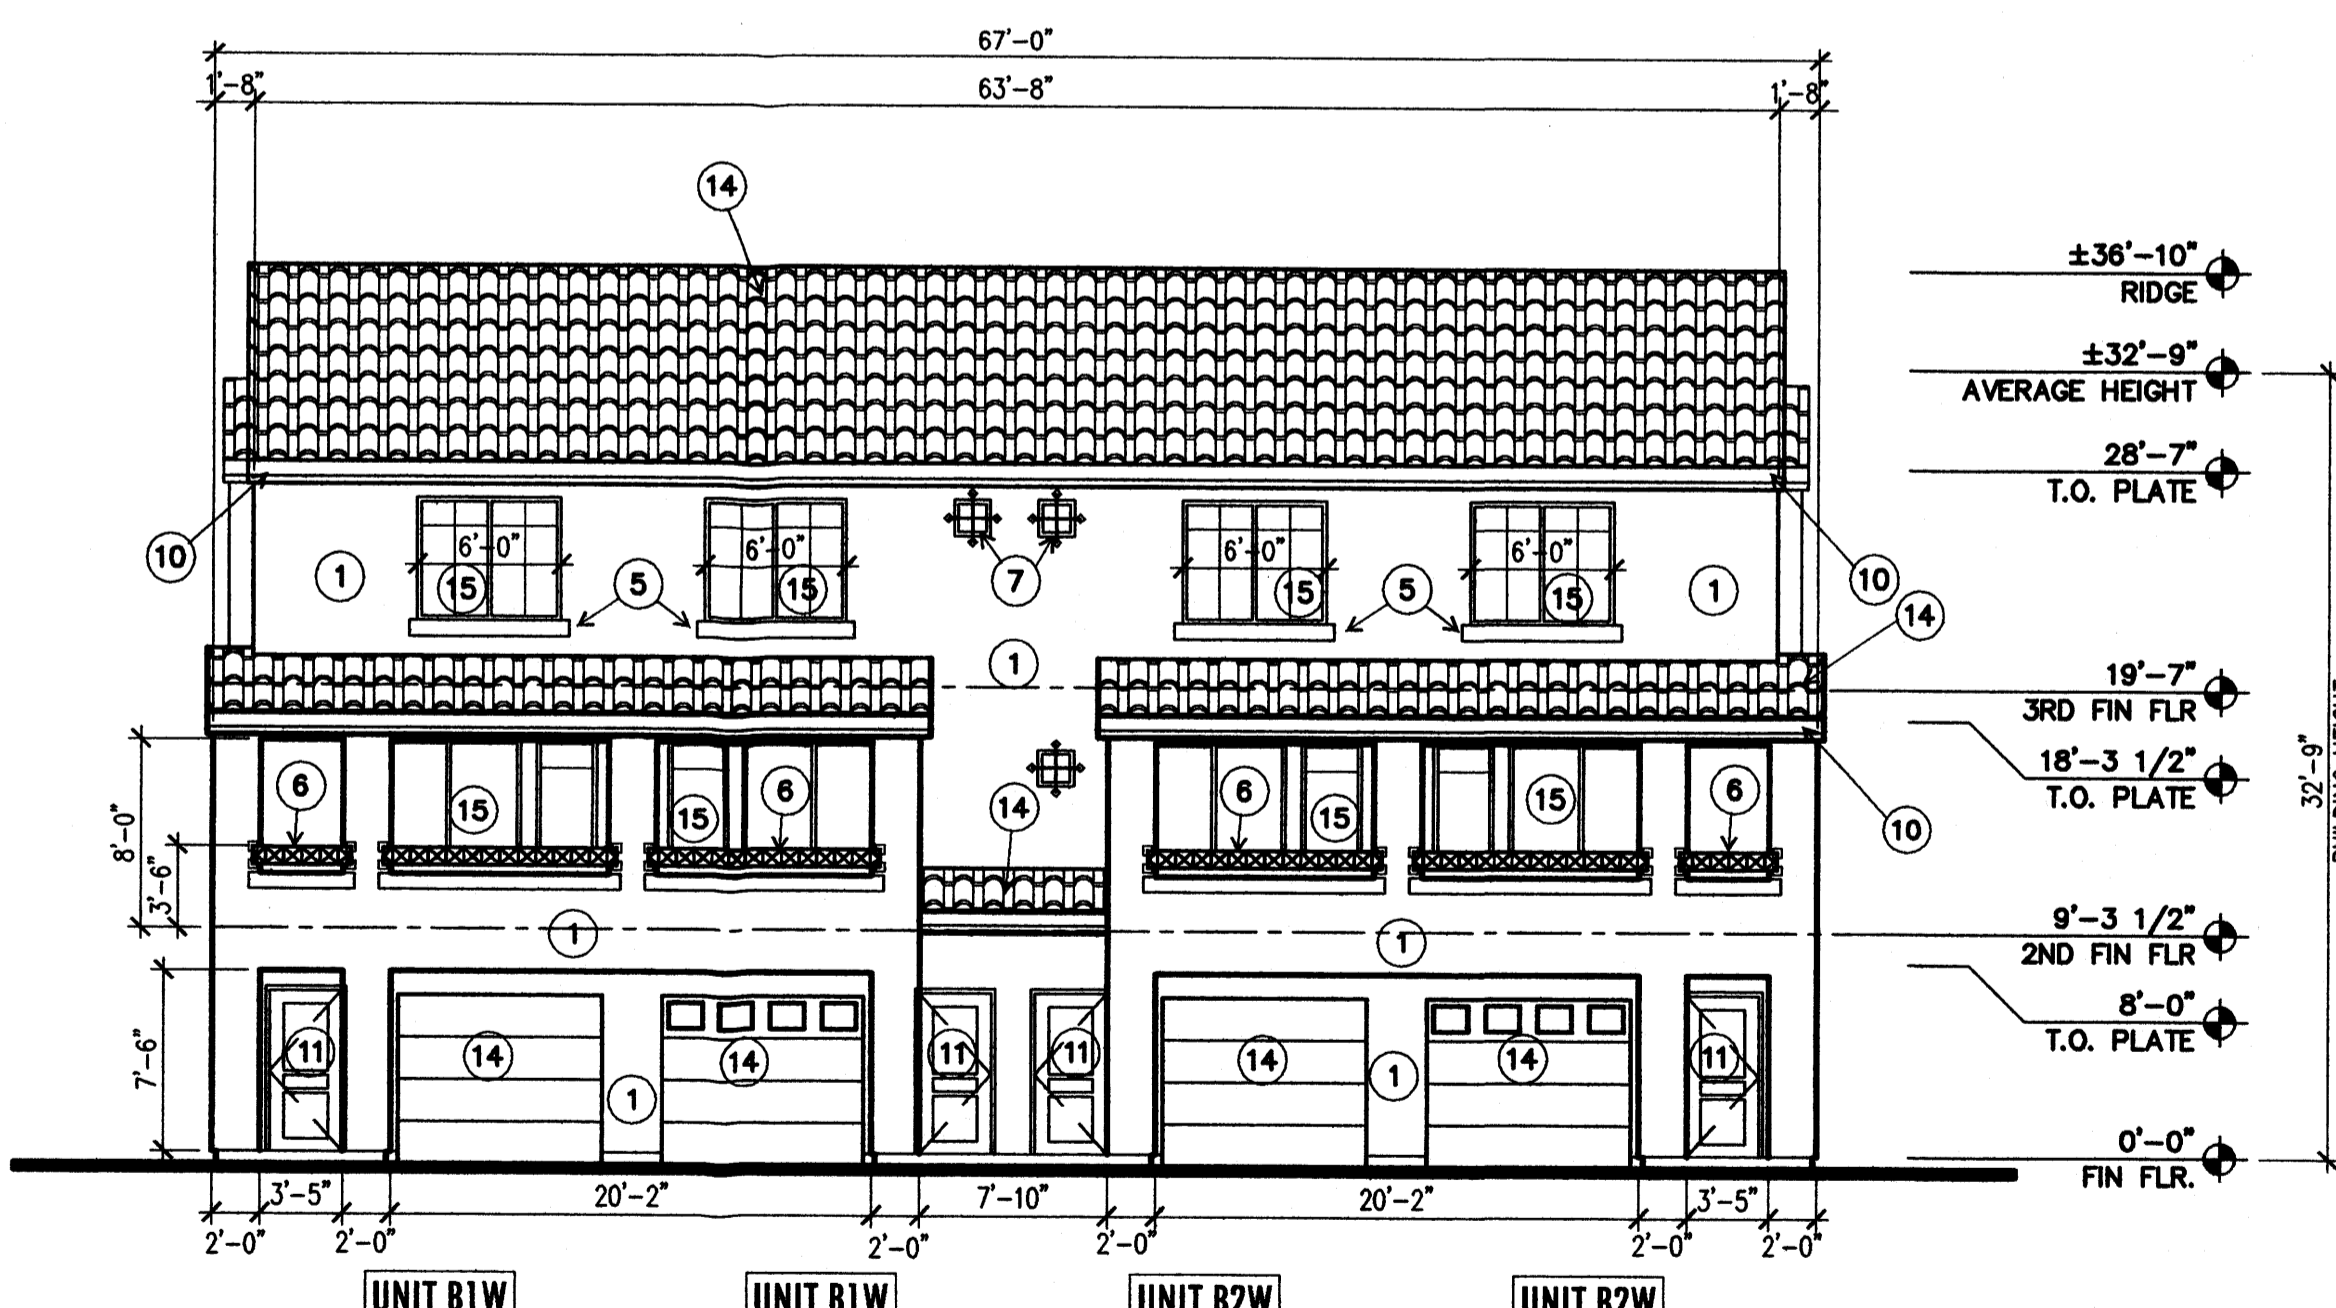 67'-0"
1'-8" 63'-8" 1'-8"
14
±36'-10"
RIDGE
±32'-9"
AVERAGE HEIGHT
28'-7"
T.O. PLATE
6'-0" 6'-0" 6'-0" 6'-0"
10 1 15 5 15 7 15 5 15 1 10
14
1
19'-7"
3RD FIN FLR
18'-3 1/2"
T.O. PLATE
32'-9"
8'-0"
3'-6"
6 15 15 6 14 6 15 15 6 10
1 1
9'-3 1/2"
2ND FIN FLR
8'-0"
T.O. PLATE
7'-6"
11 14 1 14 11 11 14 1 14 11
0'-0"
FIN FLR.
3'-5" 20'-2" 7'-10" 20'-2" 3'-5"
2'-0" 2'-0" 2'-0" 2'-0" 2'-0" 2'-0"
UNIT B1W UNIT B1W UNIT B2W UNIT B2W